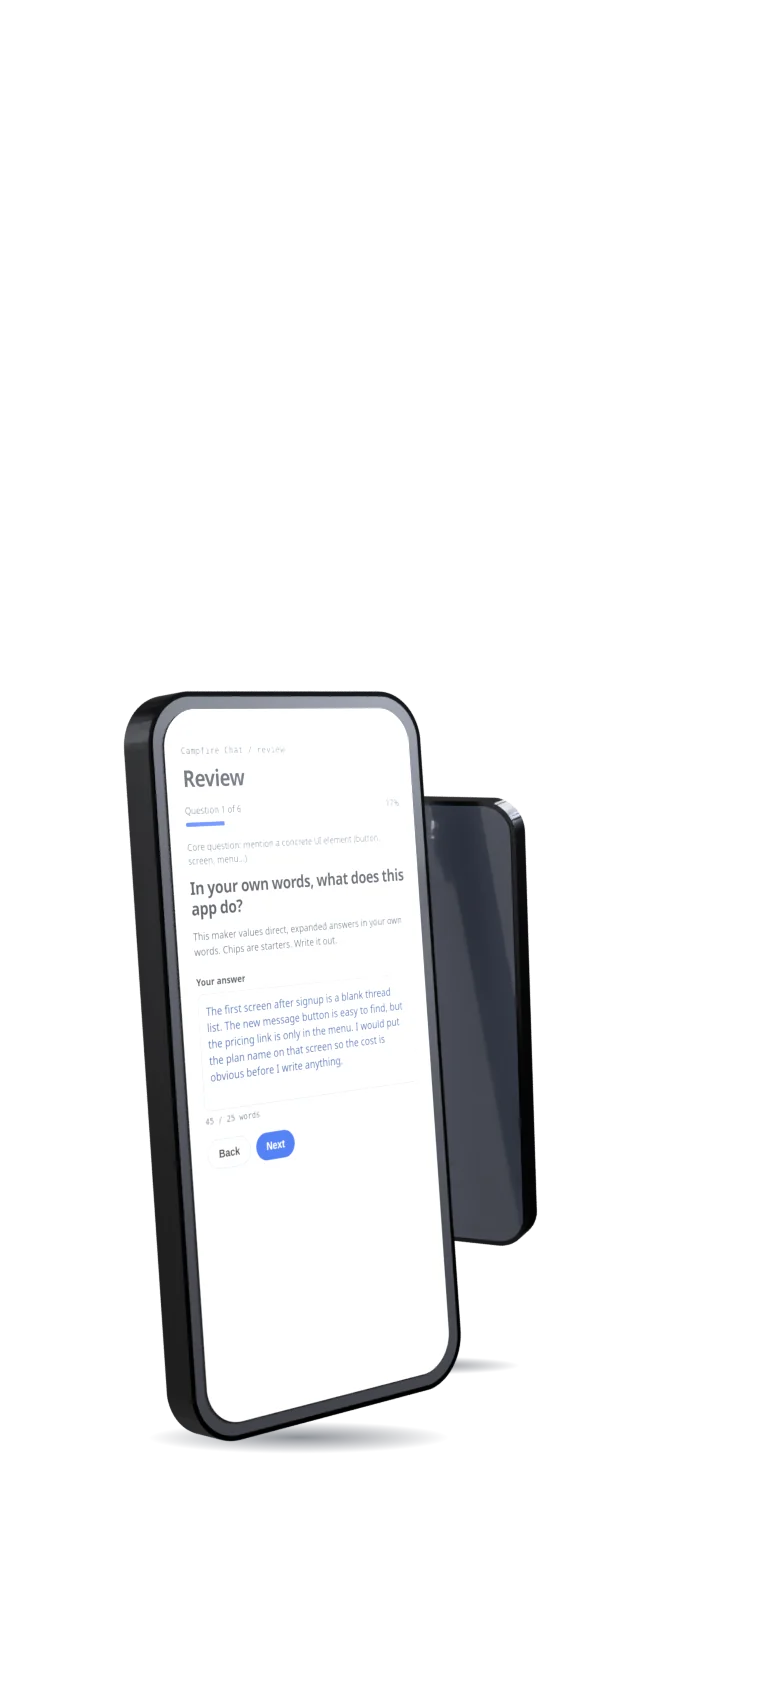 Campfire Chat / review
Review
Question 1 of 6
17%
Core question: mention a concrete UI element (button,
screen, menu...)
In your own words, what does this
app do?
This maker values direct, expanded answers in your own
words. Chips are starters. Write it out.
Your answer
The first screen after signup is a blank thread
list. The new message button is easy to find, but
the pricing link is only in the menu. I would put
the plan name on that screen so the cost is
obvious before I write anything.
45 / 25 words
Back
Next